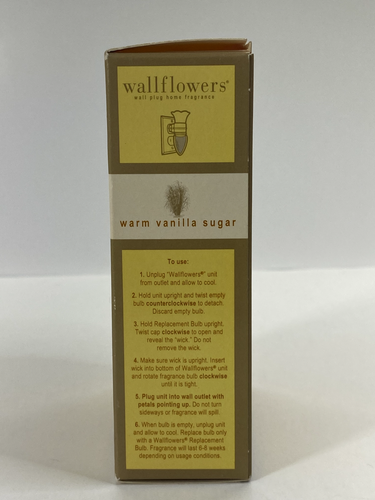 wallflowers®
wall plug home fragrance
warm vanilla sugar
To use:
1. Unplug "Wallflowers®" unit
from outlet and allow to cool.
2. Hold unit upright and twist empty
bulb counterclockwise to detach.
Discard empty bulb.
3. Hold Replacement Bulb upright.
Twist cap clockwise to open and
reveal the "wick." Do not
remove the wick.
4. Make sure wick is upright. Insert
wick into bottom of Wallflowers® unit
and rotate fragrance bulb clockwise
until it is tight.
5. Plug unit into wall outlet with
petals pointing up. Do not turn
sideways or fragrance will spill.
6. When bulb is empty, unplug unit
and allow to cool. Replace bulb only
with a Wallflowers® Replacement
Bulb. Fragrance will last 6-8 weeks
depending on usage conditions.